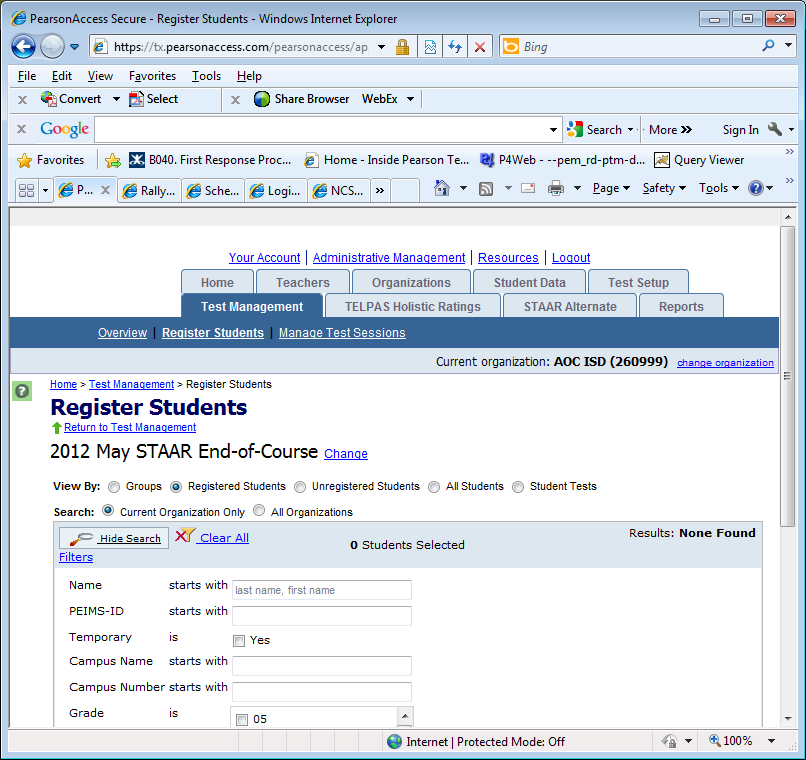 PearsonAccess Secure - Register Students - Windows Internet Explorer
https://tx.pearsonaccess.com/pearsonaccess/ap
Bing
File Edit View Favorites Tools Help
x Convert Select x Share Browser WebEx
x Google Search More » Sign In
Favorites B040. First Response Proc... Home - Inside Pearson Te... P4Web - --pem_rd-ptm-d... Query Viewer »
P... x Rally... Sche... Logi... NCS... » Page Safety Tools »
Your Account | Administrative Management | Resources | Logout
Home Teachers Organizations Student Data Test Setup
Test Management TELPAS Holistic Ratings STAAR Alternate Reports
Overview | Register Students | Manage Test Sessions
Current organization: AOC ISD (260999) change organization
? Home > Test Management > Register Students
Register Students
Return to Test Management
2012 May STAAR End-of-Course Change
View By: Groups Registered Students Unregistered Students All Students Student Tests
Search: Current Organization Only All Organizations
Hide Search Clear All 0 Students Selected Results: None Found
Filters
Name starts with last name, first name
PEIMS-ID starts with
Temporary is Yes
Campus Name starts with
Campus Number starts with
Grade is 05
Internet | Protected Mode: Off 100%